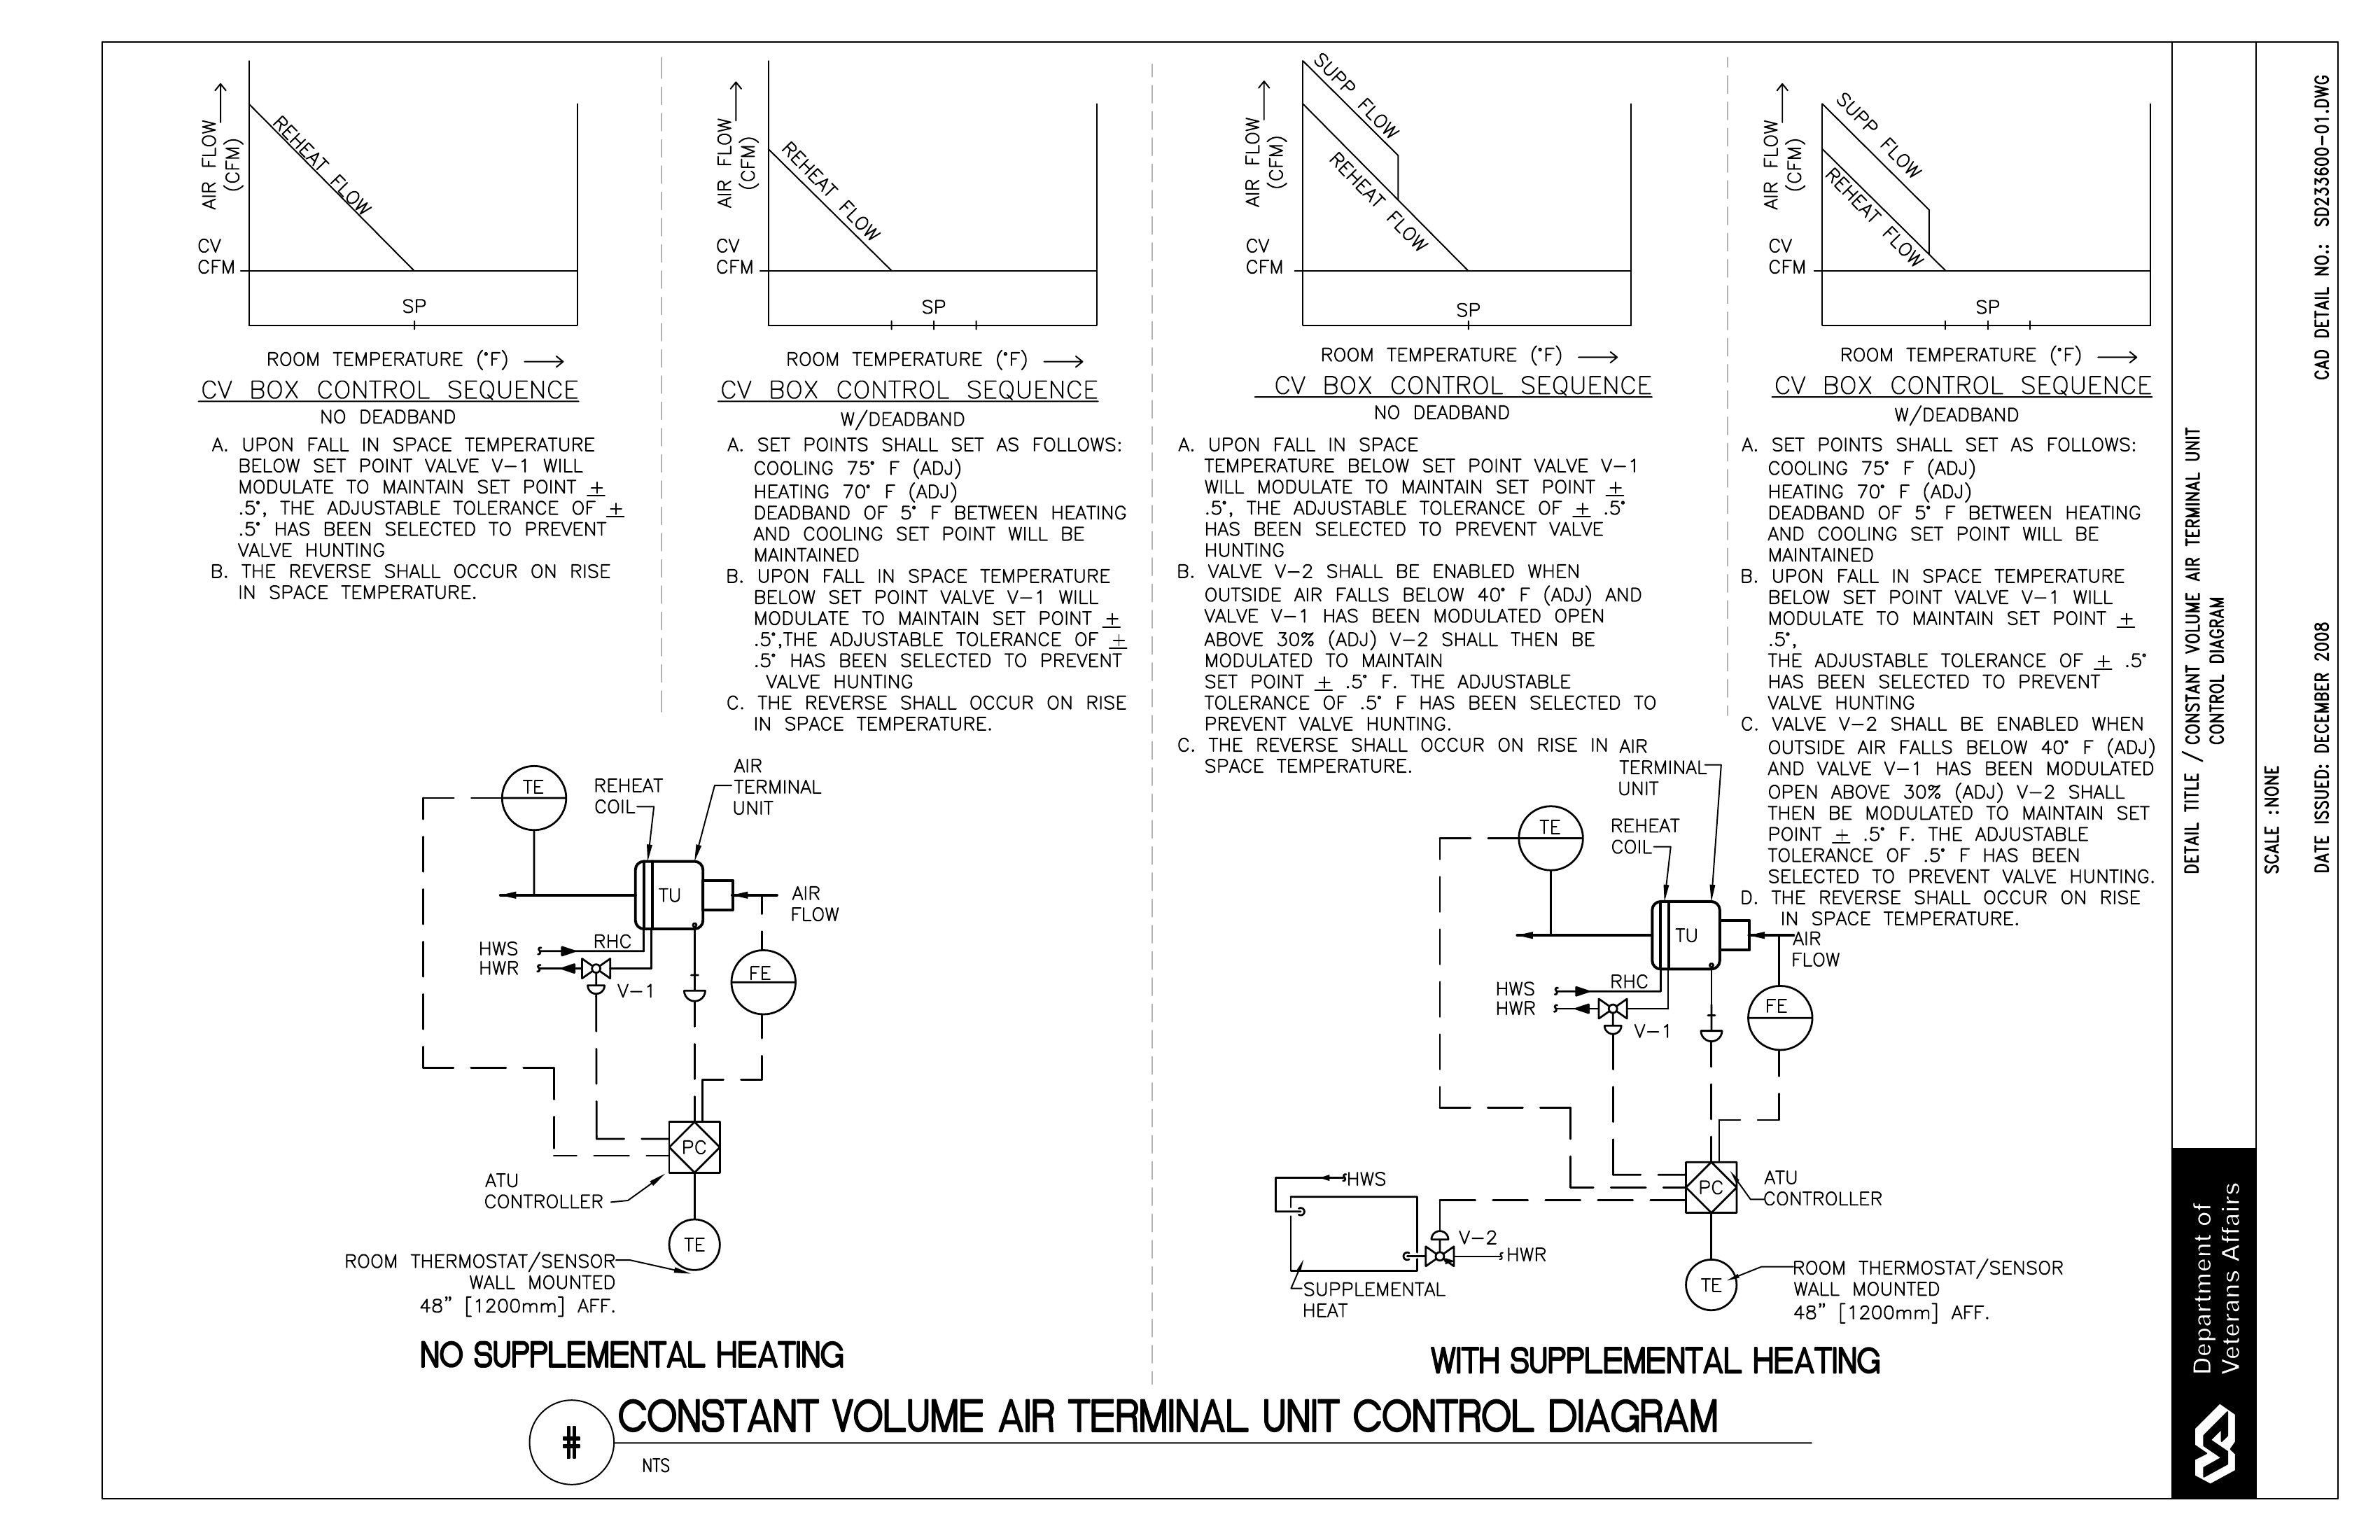 AIR FLOW
(CFM)
REHEAT FLOW
CV
CFM
SP
ROOM TEMPERATURE (°F)
CV BOX CONTROL SEQUENCE
NO DEADBAND
A. UPON FALL IN SPACE TEMPERATURE
BELOW SET POINT VALVE V-1 WILL
MODULATE TO MAINTAIN SET POINT ±
.5°, THE ADJUSTABLE TOLERANCE OF ±
.5° HAS BEEN SELECTED TO PREVENT
VALVE HUNTING
B. THE REVERSE SHALL OCCUR ON RISE
IN SPACE TEMPERATURE.
AIR FLOW
(CFM)
REHEAT FLOW
CV
CFM
SP
ROOM TEMPERATURE (°F)
CV BOX CONTROL SEQUENCE
W/DEADBAND
A. SET POINTS SHALL SET AS FOLLOWS:
COOLING 75° F (ADJ)
HEATING 70° F (ADJ)
DEADBAND OF 5° F BETWEEN HEATING
AND COOLING SET POINT WILL BE
MAINTAINED
B. UPON FALL IN SPACE TEMPERATURE
BELOW SET POINT VALVE V-1 WILL
MODULATE TO MAINTAIN SET POINT ±
.5°,THE ADJUSTABLE TOLERANCE OF ±
.5° HAS BEEN SELECTED TO PREVENT
VALVE HUNTING
C. THE REVERSE SHALL OCCUR ON RISE
IN SPACE TEMPERATURE.
TE
REHEAT
COIL
AIR
TERMINAL
UNIT
TU
AIR
FLOW
HWS
HWR
RHC
V-1
FE
PC
ATU
CONTROLLER
TE
ROOM THERMOSTAT/SENSOR
WALL MOUNTED
48" [1200mm] AFF.
NO SUPPLEMENTAL HEATING
AIR FLOW
(CFM)
SUPP FLOW
REHEAT FLOW
CV
CFM
SP
ROOM TEMPERATURE (°F)
CV BOX CONTROL SEQUENCE
NO DEADBAND
A. UPON FALL IN SPACE
TEMPERATURE BELOW SET POINT VALVE V-1
WILL MODULATE TO MAINTAIN SET POINT ±
.5°, THE ADJUSTABLE TOLERANCE OF ± .5°
HAS BEEN SELECTED TO PREVENT VALVE
HUNTING
B. VALVE V-2 SHALL BE ENABLED WHEN
OUTSIDE AIR FALLS BELOW 40° F (ADJ) AND
VALVE V-1 HAS BEEN MODULATED OPEN
ABOVE 30% (ADJ) V-2 SHALL THEN BE
MODULATED TO MAINTAIN
SET POINT ± .5° F. THE ADJUSTABLE
TOLERANCE OF .5° F HAS BEEN SELECTED TO
PREVENT VALVE HUNTING.
C. THE REVERSE SHALL OCCUR ON RISE IN
SPACE TEMPERATURE.
AIR FLOW
(CFM)
SUPP FLOW
REHEAT FLOW
CV
CFM
SP
ROOM TEMPERATURE (°F)
CV BOX CONTROL SEQUENCE
W/DEADBAND
A. SET POINTS SHALL SET AS FOLLOWS:
COOLING 75° F (ADJ)
HEATING 70° F (ADJ)
DEADBAND OF 5° F BETWEEN HEATING
AND COOLING SET POINT WILL BE
MAINTAINED
B. UPON FALL IN SPACE TEMPERATURE
BELOW SET POINT VALVE V-1 WILL
MODULATE TO MAINTAIN SET POINT ±
.5°,
THE ADJUSTABLE TOLERANCE OF ± .5°
HAS BEEN SELECTED TO PREVENT
VALVE HUNTING
C. VALVE V-2 SHALL BE ENABLED WHEN
OUTSIDE AIR FALLS BELOW 40° F (ADJ)
AND VALVE V-1 HAS BEEN MODULATED
OPEN ABOVE 30% (ADJ) V-2 SHALL
THEN BE MODULATED TO MAINTAIN SET
POINT ± .5° F. THE ADJUSTABLE
TOLERANCE OF .5° F HAS BEEN
SELECTED TO PREVENT VALVE HUNTING.
D. THE REVERSE SHALL OCCUR ON RISE
IN SPACE TEMPERATURE.
AIR
TERMINAL
UNIT
TE
REHEAT
COIL
TU
AIR
FLOW
HWS
HWR
RHC
V-1
FE
PC
ATU
CONTROLLER
HWS
V-2
HWR
SUPPLEMENTAL
HEAT
TE
ROOM THERMOSTAT/SENSOR
WALL MOUNTED
48" [1200mm] AFF.
WITH SUPPLEMENTAL HEATING
#
CONSTANT VOLUME AIR TERMINAL UNIT CONTROL DIAGRAM
NTS
DETAIL TITLE / CONSTANT VOLUME AIR TERMINAL UNIT
CONTROL DIAGRAM
SCALE :NONE
DATE ISSUED: DECEMBER 2008
CAD DETAIL NO.: SD233600-01.DWG
Department of
Veterans Affairs